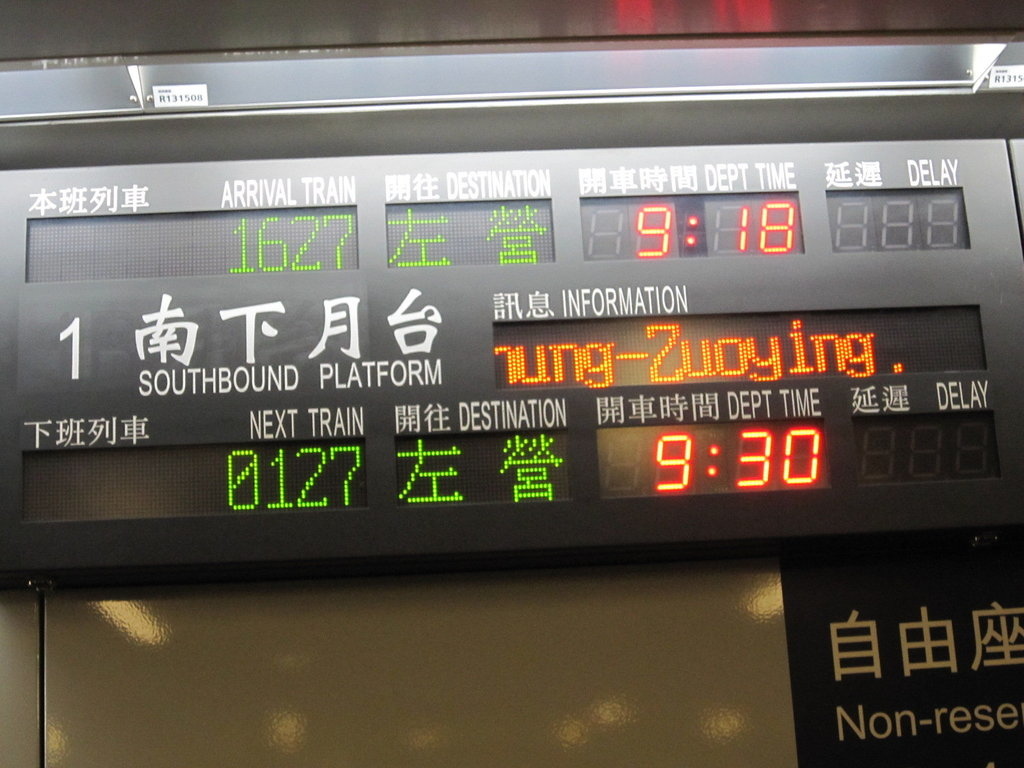 R131508
本班列車 ARRIVAL TRAIN 開往 DESTINATION 開車時間 DEPT TIME 延遲 DELAY
1627 左營 9:18
訊息 INFORMATION
1 南下月台
SOUTHBOUND PLATFORM
ung-Zuoying.
下班列車 NEXT TRAIN 開往 DESTINATION 開車時間 DEPT TIME 延遲 DELAY
0127 左營 9:30
自由座
Non-rese